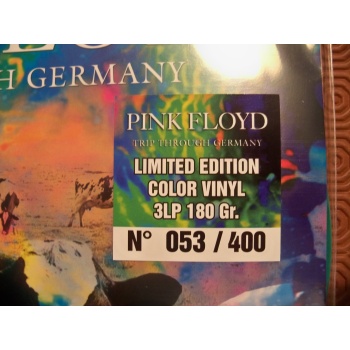 H GERMANY
PINK FLOYD
TRIP THROUGH GERMANY
LIMITED EDITION
COLOR VINYL
3LP 180 Gr.
N° 053 / 400